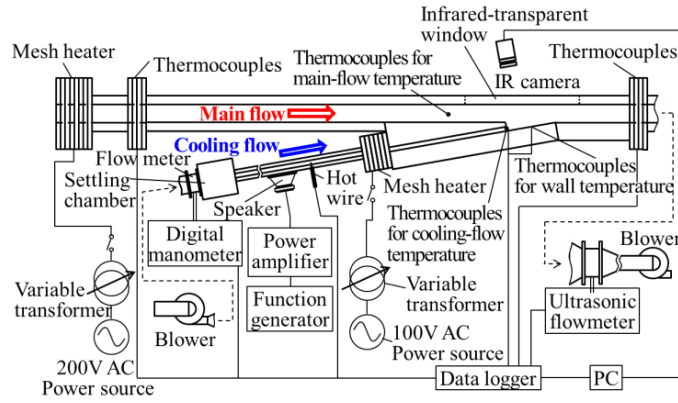 Infrared-transparent
window
Mesh
heater
Thermocouples
Thermocouples for
main-flow temperature
IR camera
Thermocouples
Main flow
Cooling flow
Flow meter
Settling
chamber
Speaker
Hot
wire
Mesh heater
Thermocouples
for wall temperature
Thermocouples
for cooling-flow
temperature
Digital
manometer
Power
amplifier
Function
generator
Variable
transformer
Blower
200V AC
Power source
Variable
transformer
100V AC
Power source
Blower
Ultrasonic
flowmeter
Data logger
PC